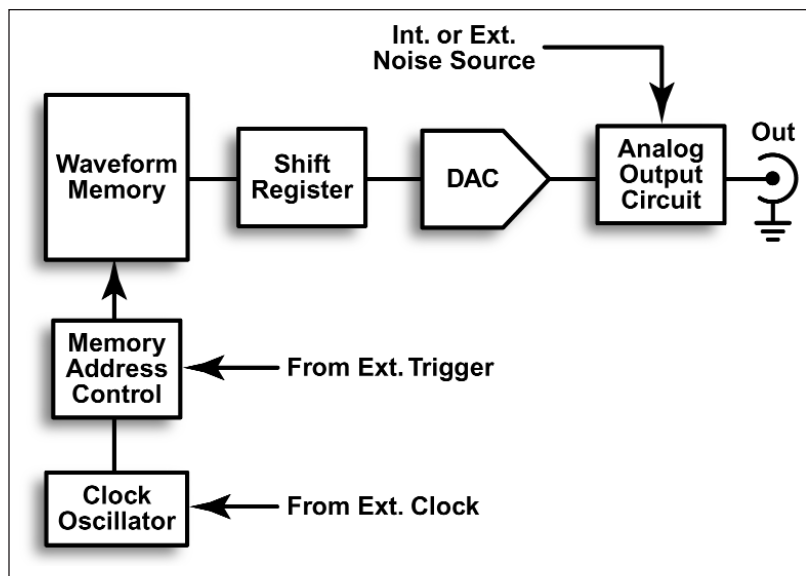 Int. or Ext.
Noise Source
Waveform
Memory
Shift
Register
DAC
Analog
Output
Circuit
Out
Memory
Address
Control
From Ext. Trigger
Clock
Oscillator
From Ext. Clock